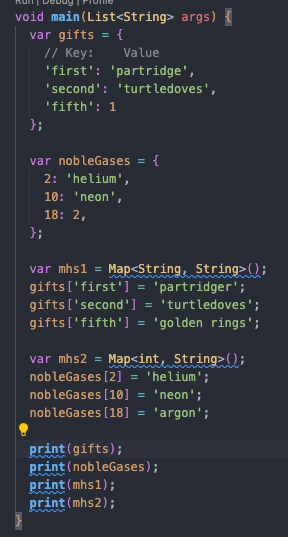 Run | Debug | Profile
void main(List<String> args) {
  var gifts = {
    // Key:    Value
    'first': 'partridge',
    'second': 'turtledoves',
    'fifth': 1
  };

  var nobleGases = {
    2: 'helium',
    10: 'neon',
    18: 2,
  };

  var mhs1 = Map<String, String>();
  gifts['first'] = 'partridger';
  gifts['second'] = 'turtledoves';
  gifts['fifth'] = 'golden rings';

  var mhs2 = Map<int, String>();
  nobleGases[2] = 'helium';
  nobleGases[10] = 'neon';
  nobleGases[18] = 'argon';

  print(gifts);
  print(nobleGases);
  print(mhs1);
  print(mhs2);
}